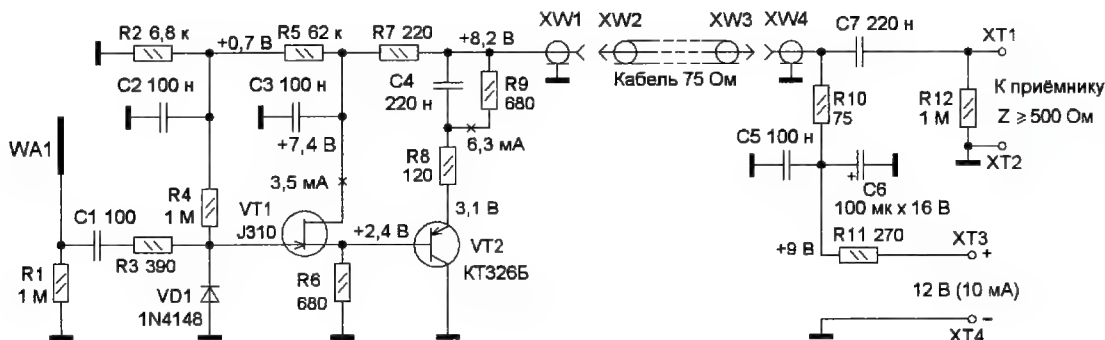 R2 6,8 к
+0,7 В
R5 62 к
R7 220
+8,2 В
XW1
XW2
XW3
XW4
C7 220 н
XT1
C2 100 н
C3 100 н
C4
220 н
R9
680
Кабель 75 Ом
R10
75
R12
1 М
К приёмнику
Z ⩾ 500 Ом
XT2
WA1
+7,4 В
6,3 мА
C5 100 н
R4
1 М
3,5 мА
R8
120
+
C6
100 мк x 16 В
C1 100
VT1
J310
+2,4 В
3,1 В
VT2
КТ326Б
+9 В
R11 270
XT3
+
R1
1 М
R3 390
VD1
1N4148
R6
680
12 В (10 мА)
–
XT4